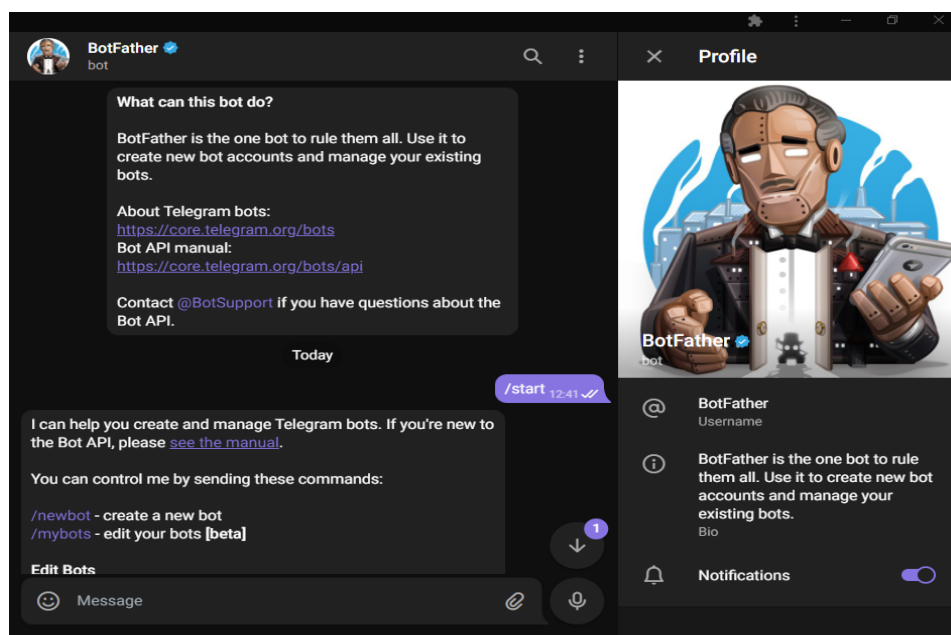 BotFather
bot
What can this bot do?
BotFather is the one bot to rule them all. Use it to
create new bot accounts and manage your existing
bots.
About Telegram bots:
https://core.telegram.org/bots
Bot API manual:
https://core.telegram.org/bots/api
Contact @BotSupport if you have questions about the
Bot API.
Today
/start 12:41
I can help you create and manage Telegram bots. If you're new to
the Bot API, please see the manual.
You can control me by sending these commands:
/newbot - create a new bot
/mybots - edit your bots [beta]
Edit Bots
1
Message
Profile
BotFather
bot
BotFather
Username
BotFather is the one bot to rule
them all. Use it to create new bot
accounts and manage your
existing bots.
Bio
Notifications